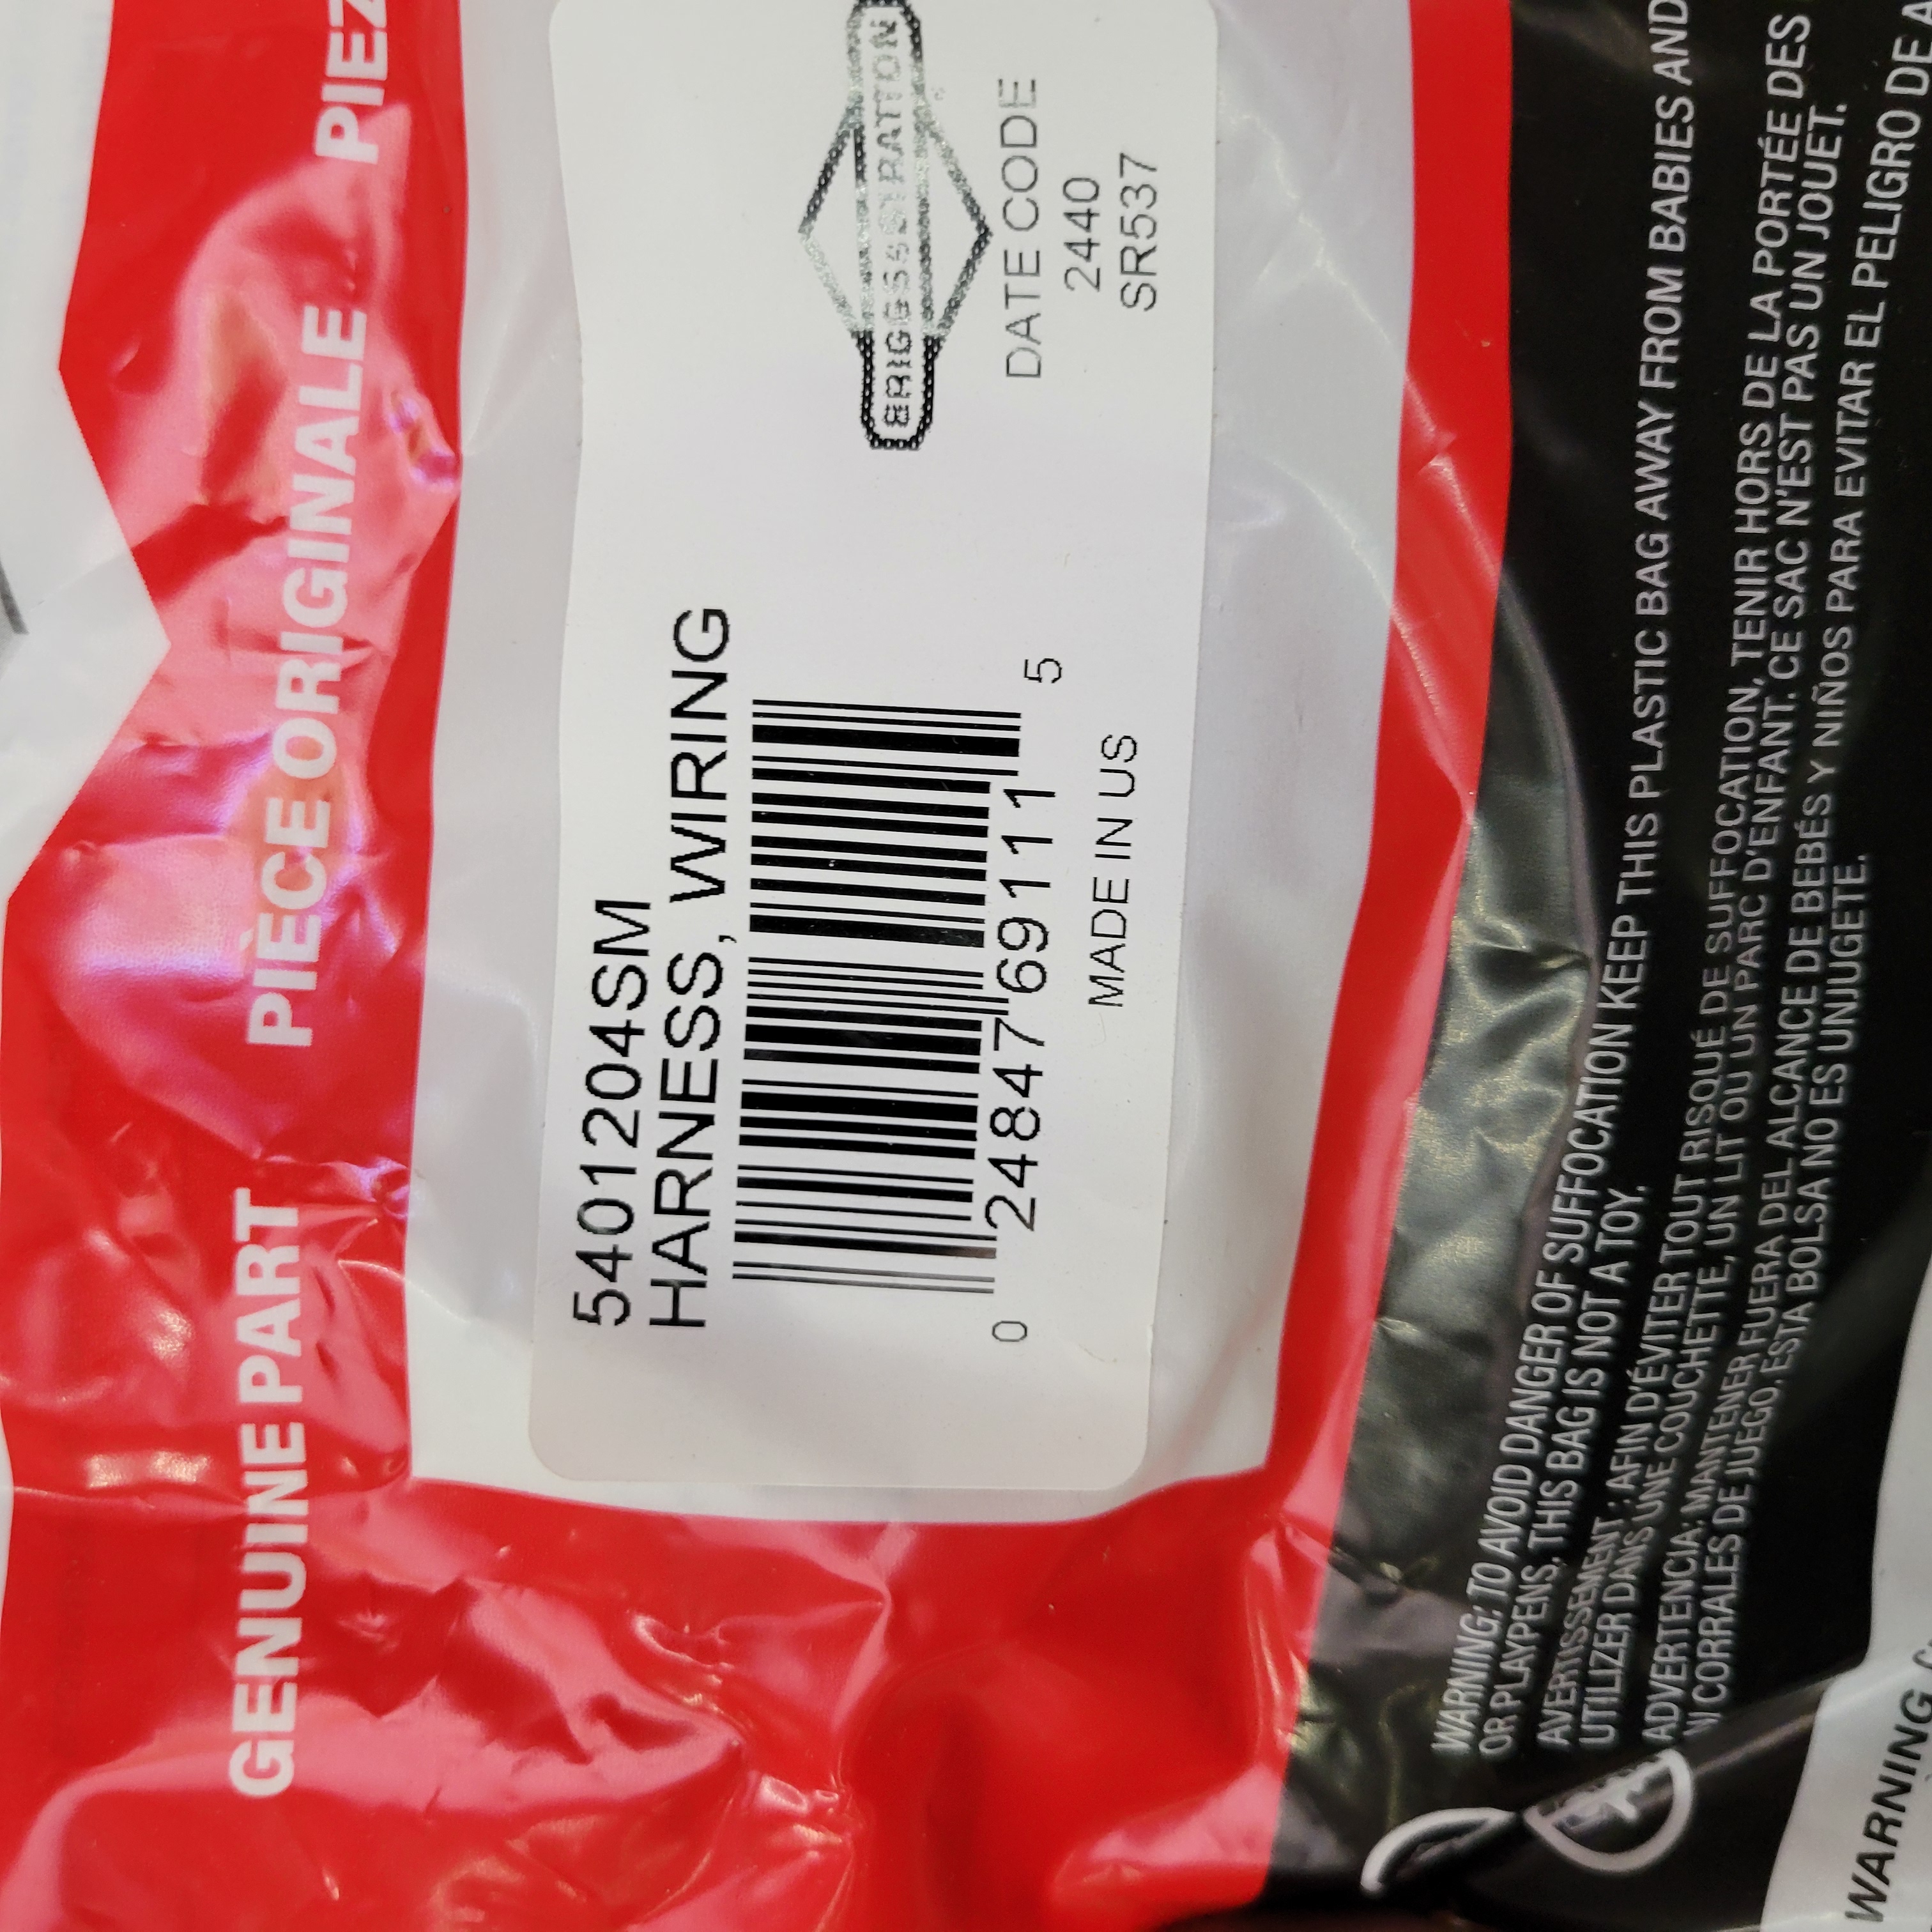 GENUINE PART PIÈCE ORIGINALE
5401204SM
HARNESS, WIRING
0 24847 69111 5
MADE IN US
BRIGGS&STRATTON
DATE CODE
2440
SR537
WARNING: TO AVOID DANGER OF SUFFOCATION KEEP THIS PLASTIC BAG AWAY FROM BABIES AND
OR PLAYPENS, THIS BAG IS NOT A TOY.
AVERTISSEMENT : AFIN D'ÉVITER TOUT RISQUE DE SUFFOCATION, TENIR HORS DE LA PORTÉE DES
UTILIZER DANS UNE COUCHETTE, UN LIT OU UN PARC D'ENFANT. CE SAC N'EST PAS UN JOUET.
ADVERTENCIA: MANTENER FUERA DEL ALCANCE DE BEBÉS Y NIÑOS PARA EVITAR EL PELIGRO DE
NI CORRALES DE JUEGO, ESTA BOLSA NO ES UN JUGETE.
WARNING